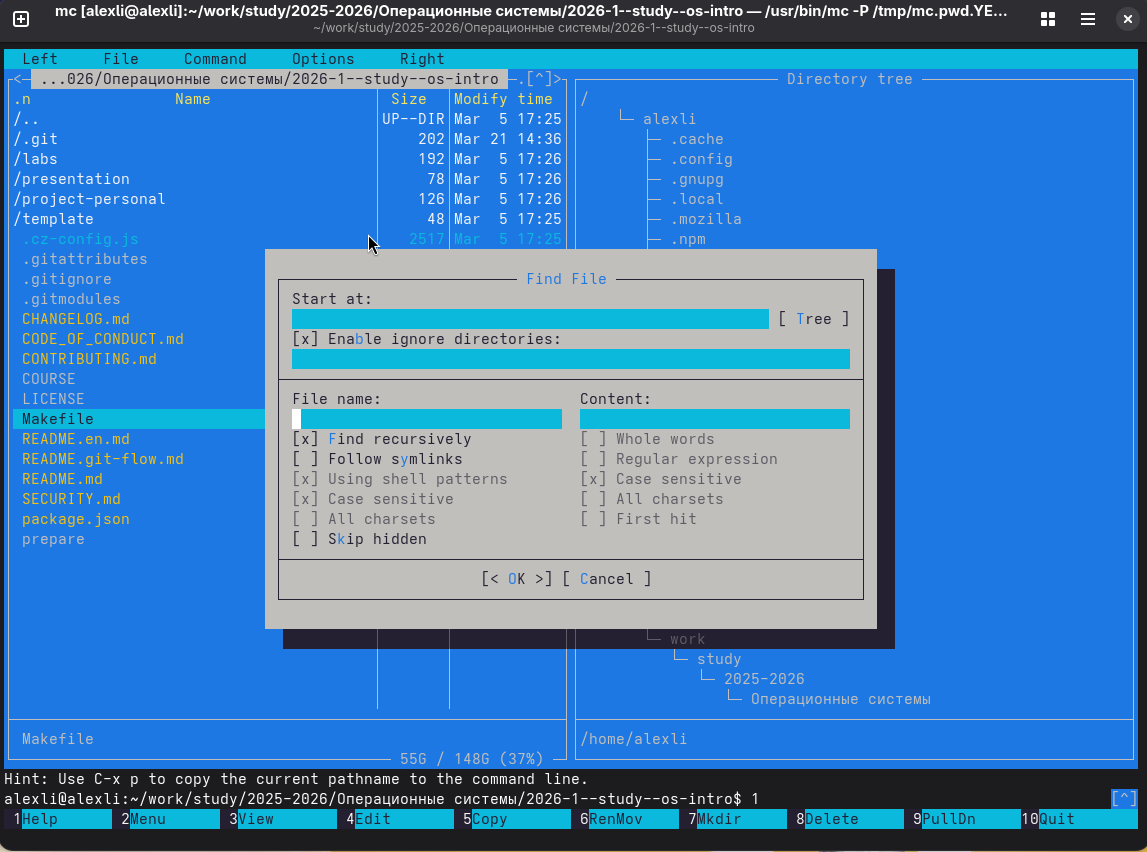 mc [alexli@alexli]:~/work/study/2025-2026/Операционные системы/2026-1--study--os-intro — /usr/bin/mc -P /tmp/mc.pwd.YE…
~/work/study/2025-2026/Операционные системы/2026-1--study--os-intro
Left File Command Options Right
<─ ...026/Операционные системы/2026-1--study--os-intro ─.[^]>
Directory tree
.n Name Size Modify time
/.. UP--DIR Mar 5 17:25
/.git 202 Mar 21 14:36
/labs 192 Mar 5 17:26
/presentation 78 Mar 5 17:26
/project-personal 126 Mar 5 17:26
/template 48 Mar 5 17:25
.cz-config.js 2517 Mar 5 17:25
.gitattributes
.gitignore
.gitmodules
CHANGELOG.md
CODE_OF_CONDUCT.md
CONTRIBUTING.md
COURSE
LICENSE
Makefile
README.en.md
README.git-flow.md
README.md
SECURITY.md
package.json
prepare
/
alexli
.cache
.config
.gnupg
.local
.mozilla
.npm
Find File
Start at:
[ Tree ]
[x] Enable ignore directories:
File name: Content:
[x] Find recursively [ ] Whole words
[ ] Follow symlinks [ ] Regular expression
[x] Using shell patterns [x] Case sensitive
[x] Case sensitive [ ] All charsets
[ ] All charsets [ ] First hit
[ ] Skip hidden
[< OK >] [ Cancel ]
work
study
2025-2026
Операционные системы
Makefile
55G / 148G (37%)
/home/alexli
Hint: Use C-x p to copy the current pathname to the command line.
alexli@alexli:~/work/study/2025-2026/Операционные системы/2026-1--study--os-intro$ 1 [^]
1Help 2Menu 3View 4Edit 5Copy 6RenMov 7Mkdir 8Delete 9PullDn 10Quit